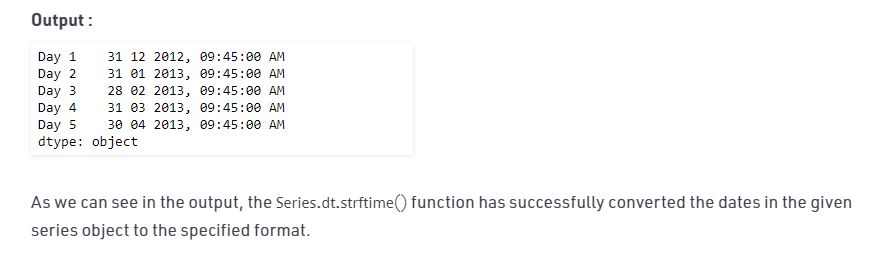 Output :
Day 1    31 12 2012, 09:45:00 AM
Day 2    31 01 2013, 09:45:00 AM
Day 3    28 02 2013, 09:45:00 AM
Day 4    31 03 2013, 09:45:00 AM
Day 5    30 04 2013, 09:45:00 AM
dtype: object
As we can see in the output, the Series.dt.strftime() function has successfully converted the dates in the given
series object to the specified format.